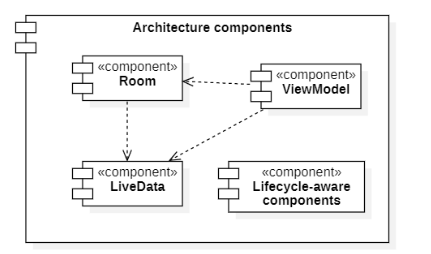 Architecture components
«component»
Room
«component»
ViewModel
«component»
LiveData
«component»
Lifecycle-aware
components